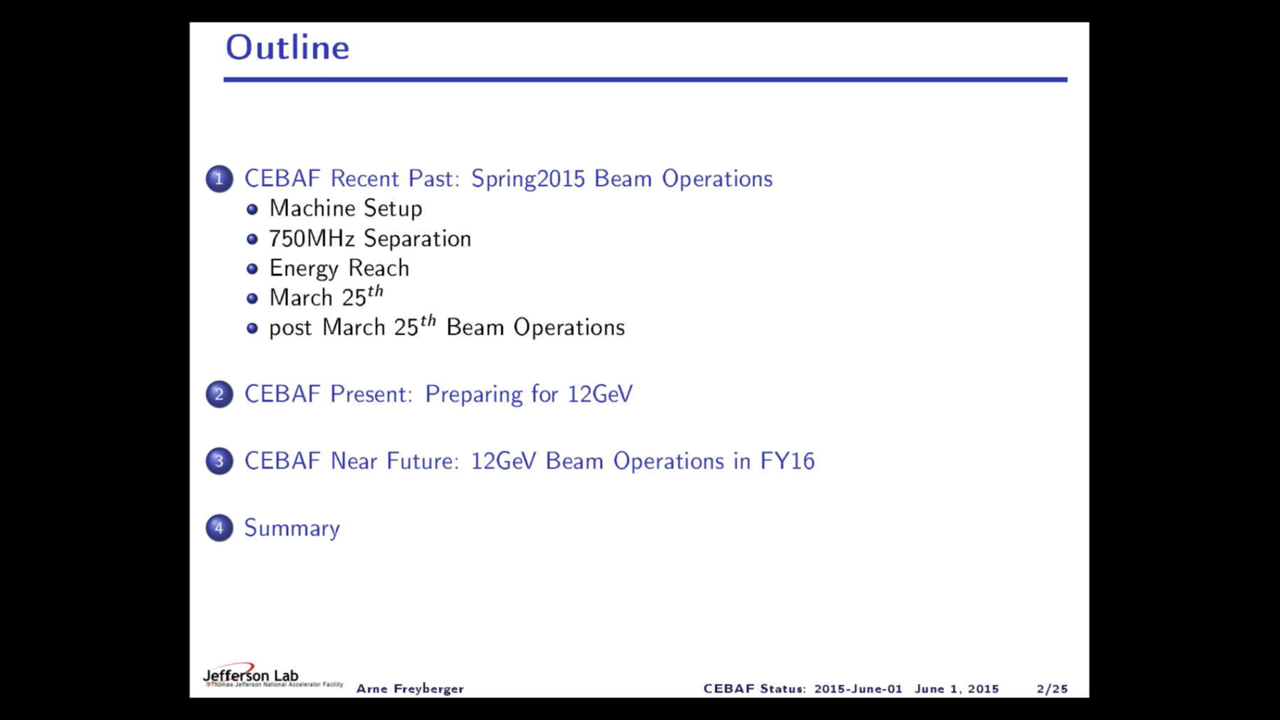 Outline
1 CEBAF Recent Past: Spring2015 Beam Operations
Machine Setup
750MHz Separation
Energy Reach
March 25th
post March 25th Beam Operations
2 CEBAF Present: Preparing for 12GeV
3 CEBAF Near Future: 12GeV Beam Operations in FY16
4 Summary
Jefferson Lab
Thomas Jefferson National Accelerator Facility
Arne Freyberger
CEBAF Status: 2015-June-01 June 1, 2015 2/25